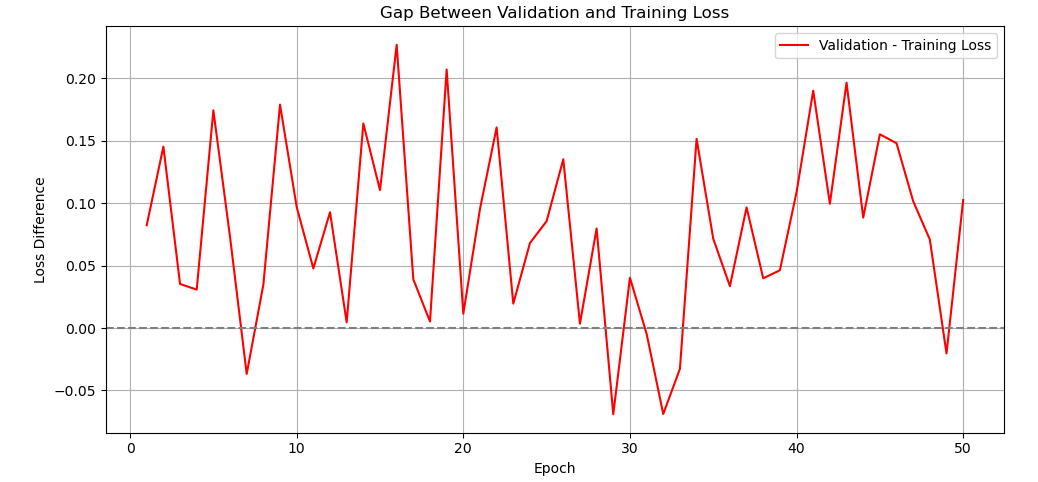 Gap Between Validation and Training Loss
Validation - Training Loss
Loss Difference
0.20
0.15
0.10
0.05
0.00
−0.05
0 10 20 30 40 50
Epoch